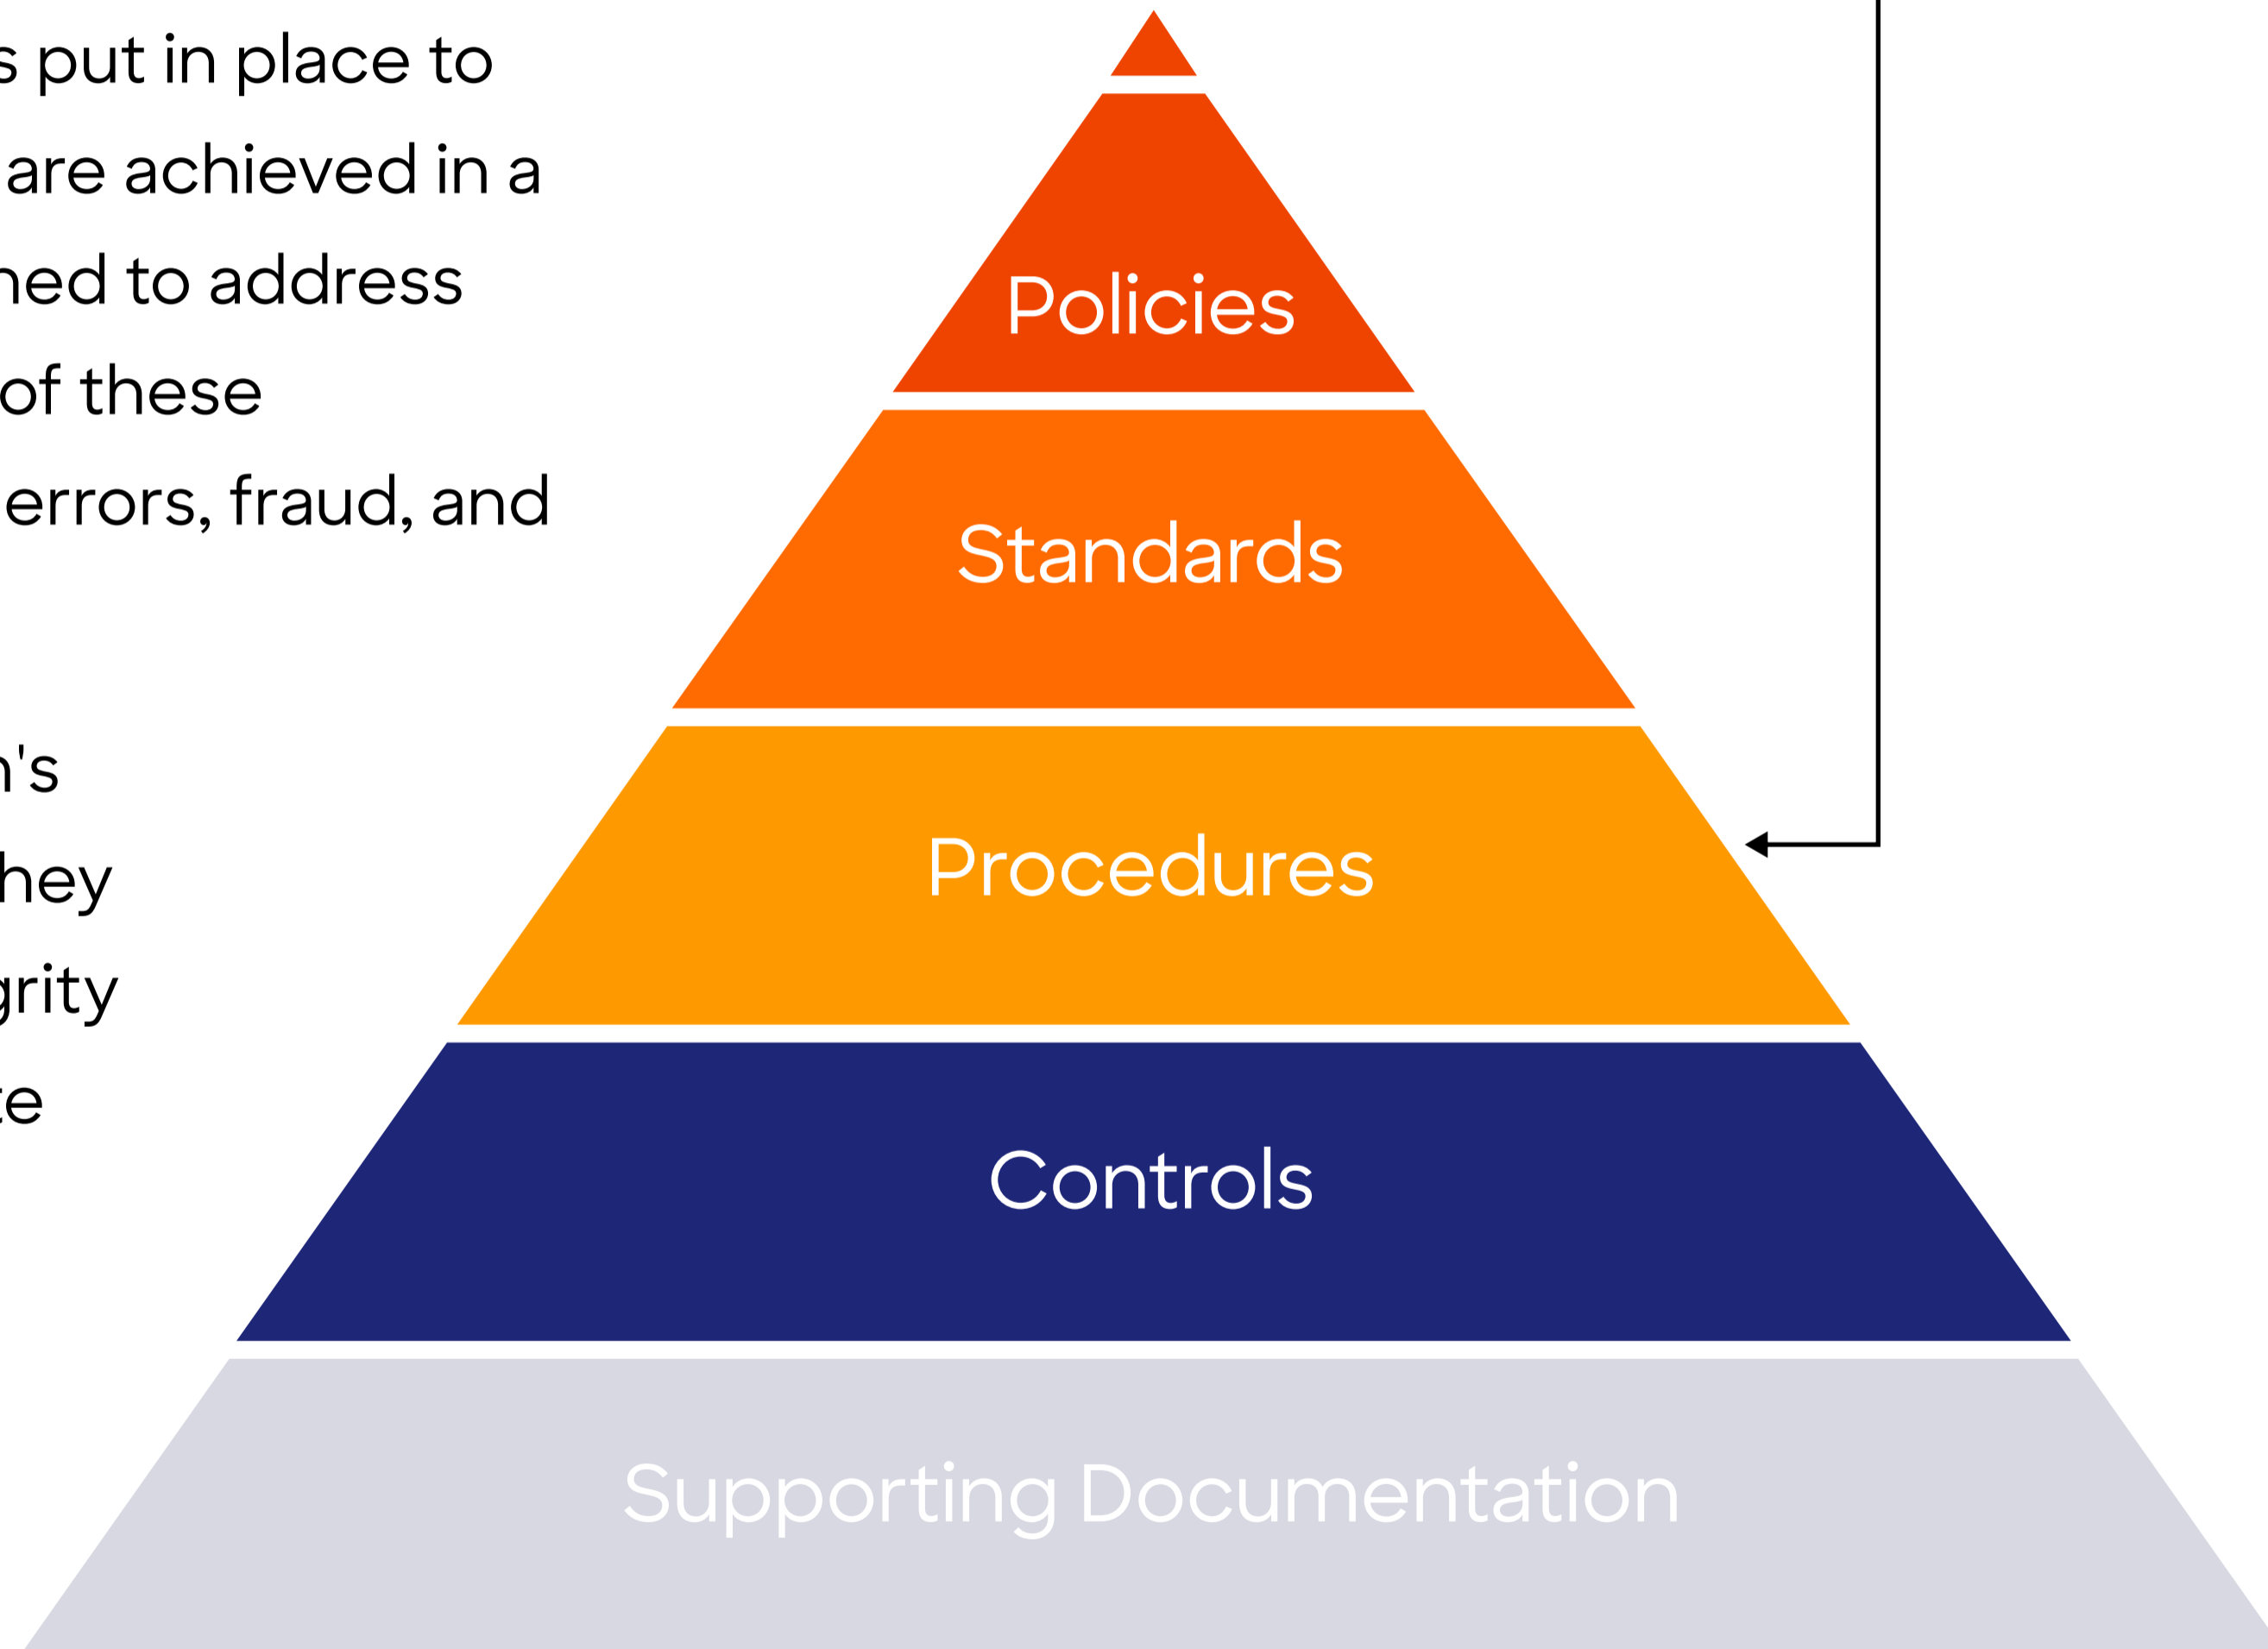 s put in place to
are achieved in a
ned to address
of these
e errors, fraud, and
n's
hey
grity
te
Policies
Standards
Procedures
Controls
Supporting Documentation